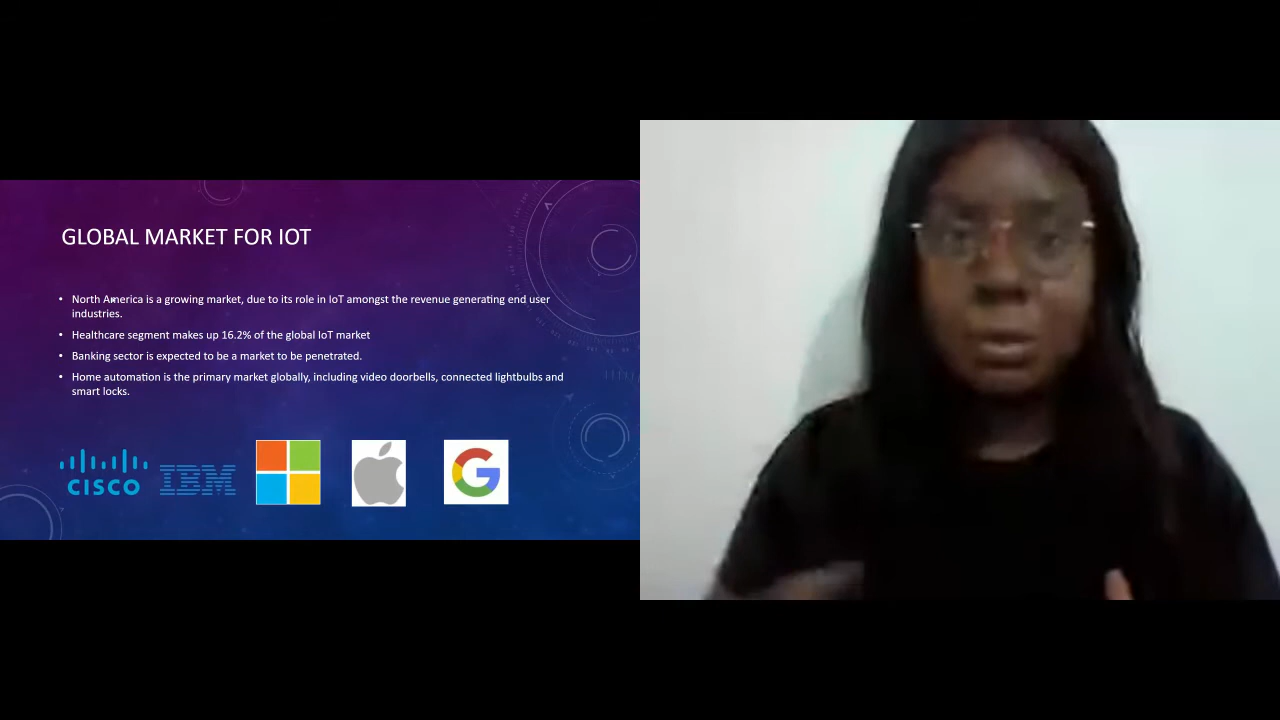 GLOBAL MARKET FOR IOT
• North America is a growing market, due to its role in IoT amongst the revenue generating end user
industries.
• Healthcare segment makes up 16.2% of the global IoT market
• Banking sector is expected to be a market to be penetrated.
• Home automation is the primary market globally, including video doorbells, connected lightbulbs and
smart locks.
CISCO
IBM
G